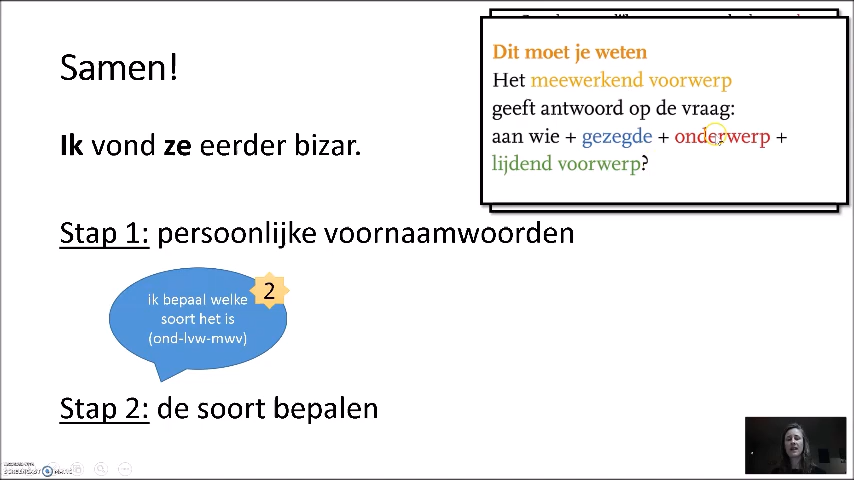 Samen!
Ik vond ze eerder bizar.
Dit moet je weten
Het meewerkend voorwerp
geeft antwoord op de vraag:
aan wie + gezegde + onderwerp +
lijdend voorwerp?
Stap 1: persoonlijke voornaamwoorden
2
ik bepaal welke
soort het is
(ond-lvw-mwv)
Stap 2: de soort bepalen